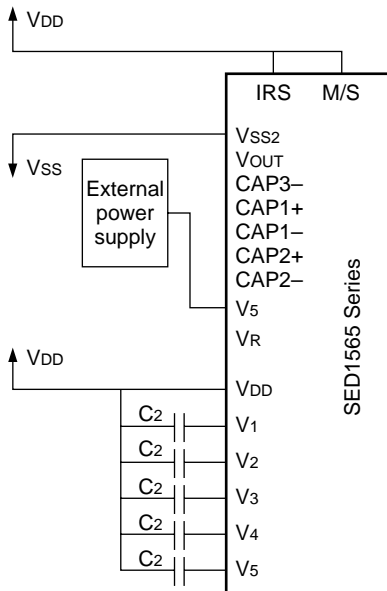 VDD
IRS M/S
VSS2
VSS
VOUT
External
power
supply
CAP3–
CAP1+
CAP1–
CAP2+
CAP2–
V5
VR
SED1565 Series
VDD
VDD
C2
V1
C2
V2
C2
V3
C2
V4
C2
V5